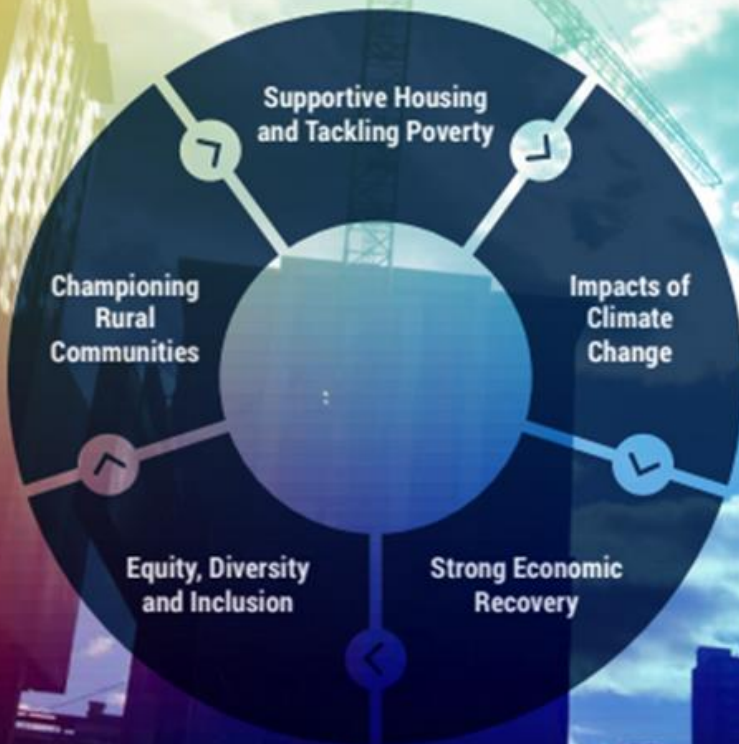 Supportive Housing
and Tackling Poverty
Impacts of
Climate
Change
Strong Economic
Recovery
Equity, Diversity
and Inclusion
Championing
Rural
Communities
: